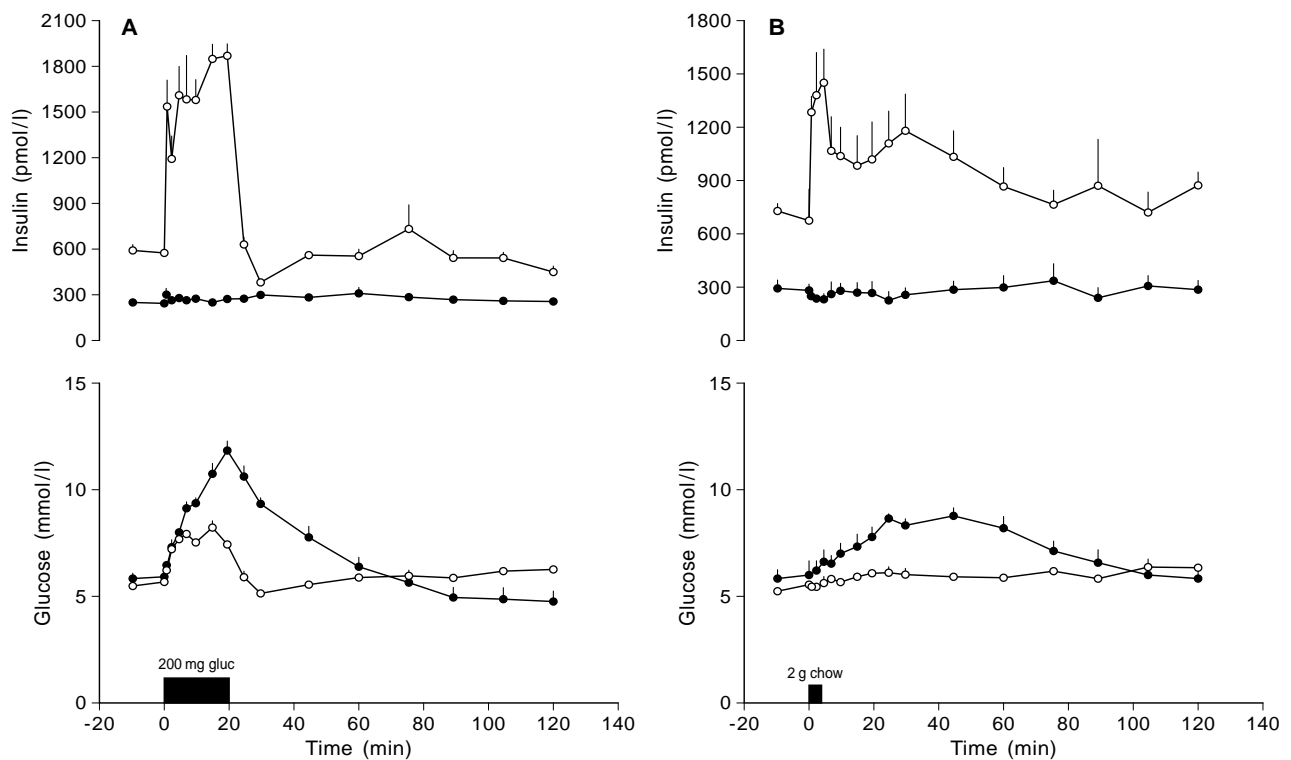 A
2100
1800
1500
1200
900
600
300
0
Insulin (pmol/l)
B
1800
1500
1200
900
600
300
0
Insulin (pmol/l)
15
10
5
0
Glucose (mmol/l)
200 mg gluc
-20 0 20 40 60 80 100 120 140
Time (min)
15
10
5
0
Glucose (mmol/l)
2 g chow
-20 0 20 40 60 80 100 120 140
Time (min)